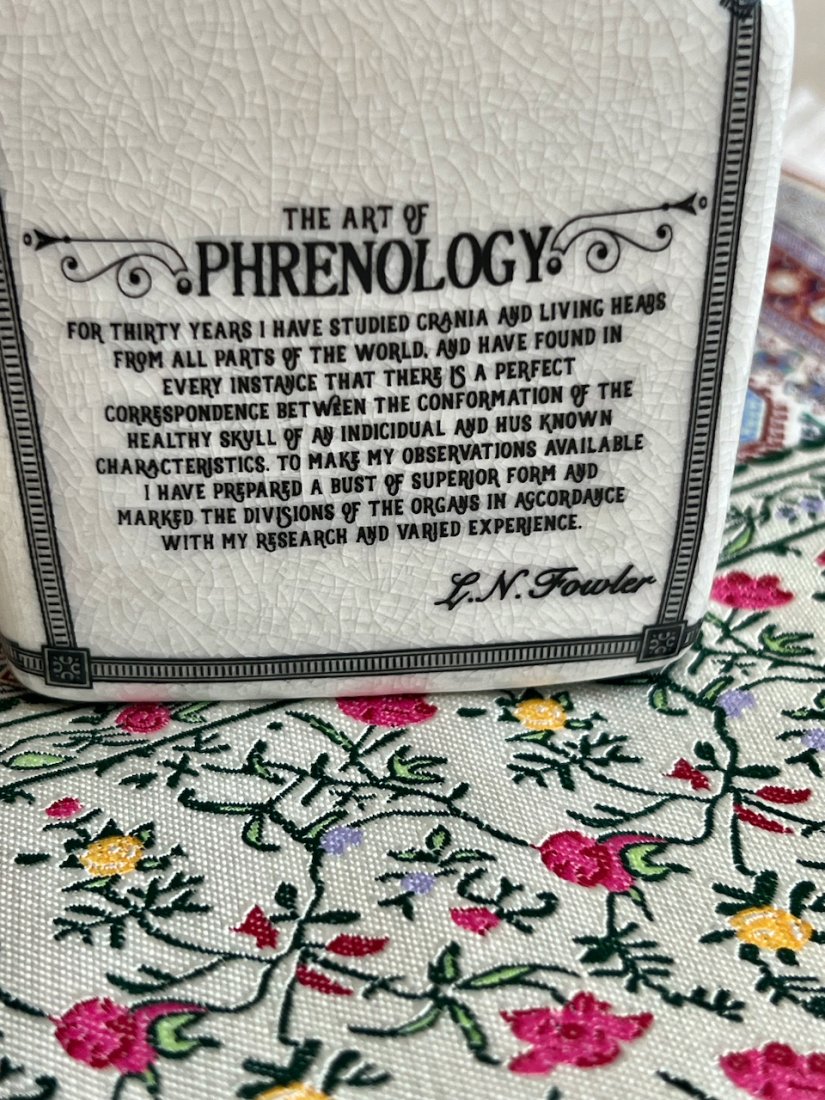 THE ART OF
PHRENOLOGY
FOR THIRTY YEARS I HAVE STUDIED CRANIA AND LIVING HEADS
FROM ALL PARTS OF THE WORLD, AND HAVE FOUND IN
EVERY INSTANCE THAT THERE IS A PERFECT
CORRESPONDENCE BETWEEN THE CONFORMATION OF THE
HEALTHY SKULL OF AN INDICIDUAL AND HUS KNOWN
CHARACTERISTICS. TO MAKE MY OBSERVATIONS AVAILABLE
I HAVE PREPARED A BUST OF SUPERIOR FORM AND
MARKED THE DIVISIONS OF THE ORGANS IN ACCORDANCE
WITH MY RESEARCH AND VARIED EXPERIENCE.
L.N. Fowler